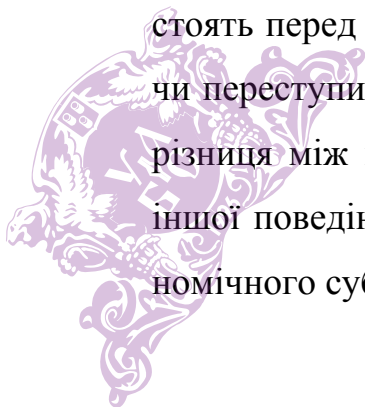 стоять перед
чи переступи
різниця між
іншої поведін
номічного суб